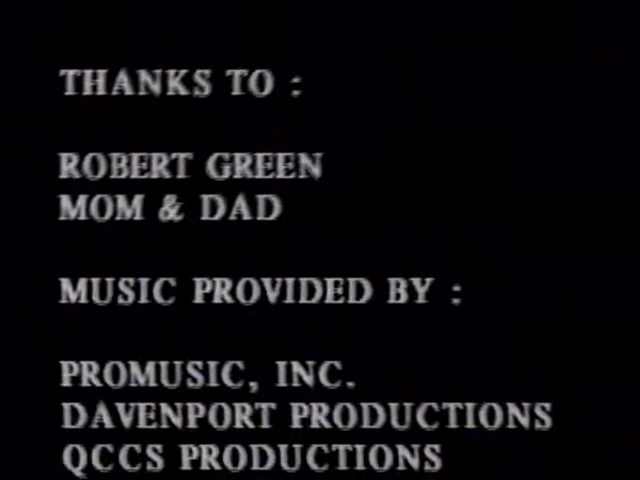 THANKS TO :
ROBERT GREEN
MOM & DAD
MUSIC PROVIDED BY :
PROMUSIC, INC.
DAVENPORT PRODUCTIONS
QCCS PRODUCTIONS